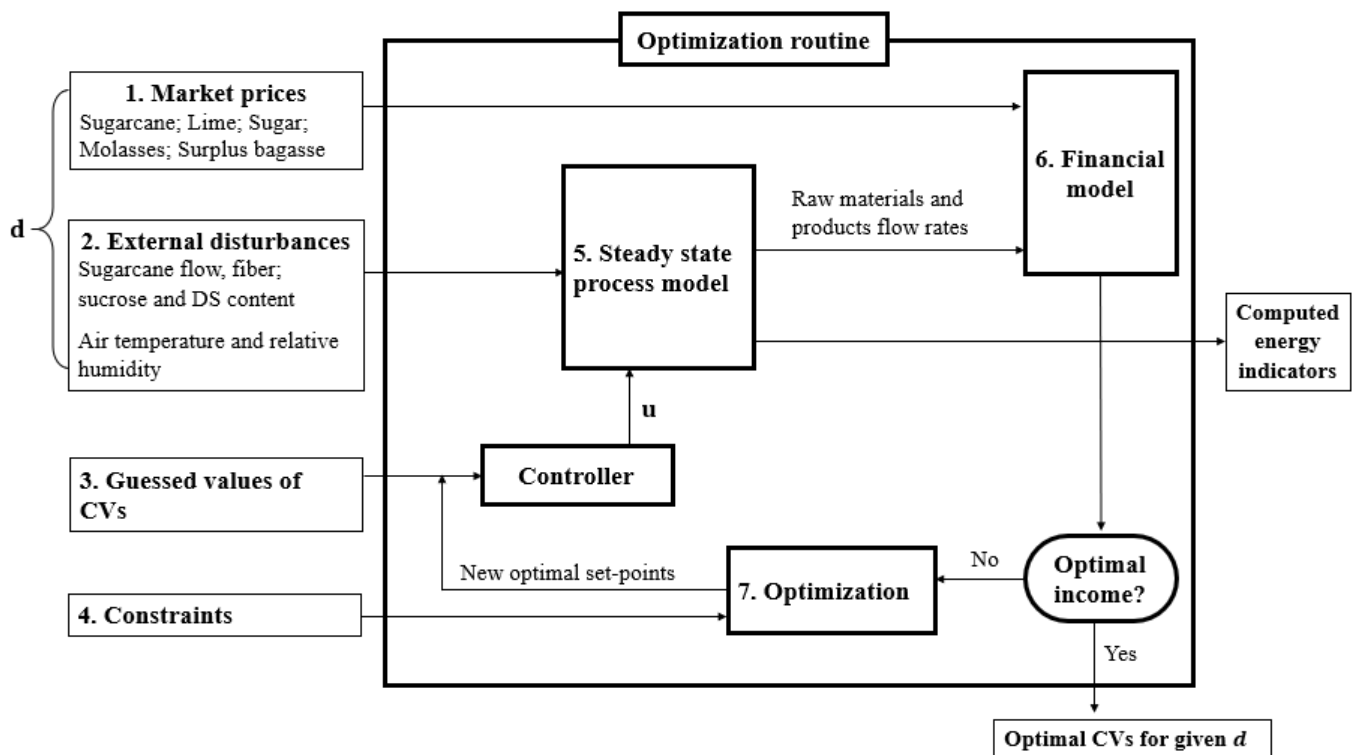 Optimization routine
1. Market prices
Sugarcane; Lime; Sugar;
Molasses; Surplus bagasse
d
2. External disturbances
Sugarcane flow, fiber;
sucrose and DS content
Air temperature and relative
humidity
3. Guessed values of
CVs
4. Constraints
5. Steady state
process model
u
Controller
Raw materials and
products flow rates
6. Financial
model
Computed
energy
indicators
New optimal set-points
7. Optimization
No
Optimal
income?
Yes
Optimal CVs for given d